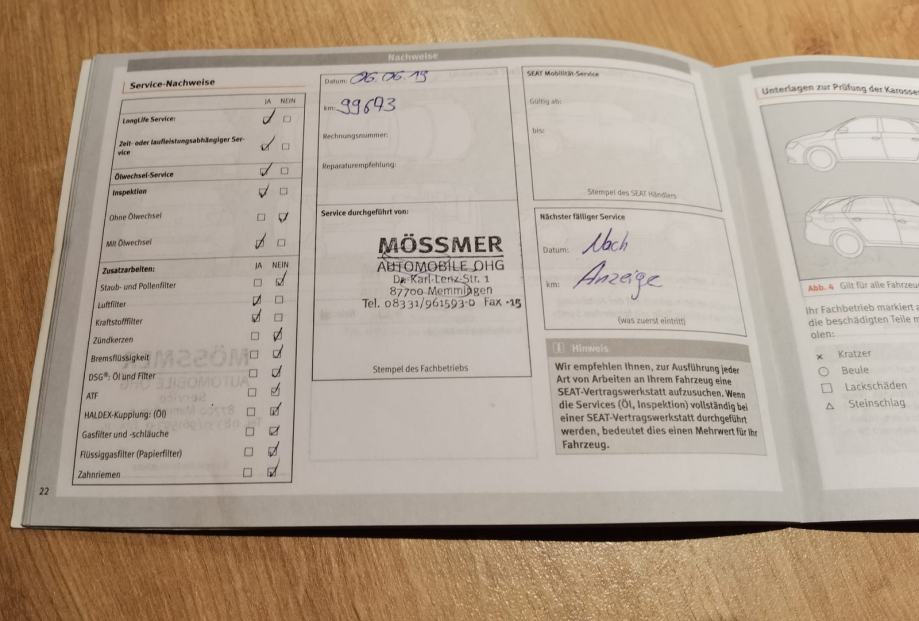 Nachweise
Service-Nachweise
JA NEIN
LongLife Service:
Zeit- oder laufleistungsabhängiger Ser-
vice
Ölwechsel-Service
Inspektion
Ohne Ölwechsel
Mit Ölwechsel
Zusatzarbeiten: JA NEIN
Staub- und Pollenfilter
Luftfilter
Kraftstofffilter
Zündkerzen
Bremsflüssigkeit
DSG®: Öl und Filter
ATF
HALDEX-Kupplung: (Öl)
Gasfilter und -schläuche
Flüssiggasfilter (Papierfilter)
Zahnriemen
22
Datum: 06.06.19
km: 99673
Rechnungsnummer:
Reparaturempfehlung:
Service durchgeführt von:
MÖSSMER
AUTOMOBILE OHG
Dr.-Karl-Lenz-Str. 1
87700 Memmingen
Tel. 08331/961593-0 Fax -15
Stempel des Fachbetriebs
SEAT Mobilität-Service
Gültig ab:
bis:
Stempel des SEAT Händlers
Nächster fälliger Service
Datum: Nach
km: Anzeige
(was zuerst eintritt)
Hinweis
Wir empfehlen Ihnen, zur Ausführung jeder
Art von Arbeiten an Ihrem Fahrzeug eine
SEAT-Vertragswerkstatt aufzusuchen. Wenn
die Services (Öl, Inspektion) vollständig bei
einer SEAT-Vertragswerkstatt durchgeführt
werden, bedeutet dies einen Mehrwert für Ihr
Fahrzeug.
Unterlagen zur Prüfung der Karosse
Abb. 4 Gilt für alle Fahrzeu
Ihr Fachbetrieb markiert a
die beschädigten Teile m
olen:
Kratzer
Beule
Lackschäden
Steinschlag